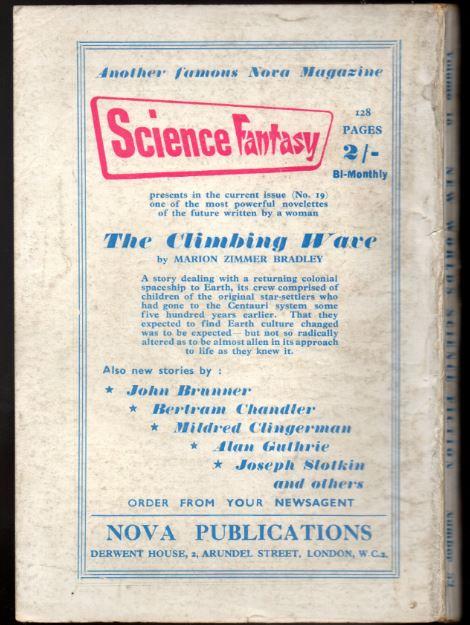 Another famous Nova Magazine
Science Fantasy
128
PAGES
2/-
Bi-Monthly
presents in the current issue (No. 19)
one of the most powerful novelettes
of the future written by a woman
The Climbing Wave
by MARION ZIMMER BRADLEY
A story dealing with a returning colonial
spaceship to Earth, its crew comprised of
children of the original star-settlers who
had gone to the Centauri system some
five hundred years earlier. That they
expected to find Earth culture changed
was to be expected—but not so radically
altered as to be almost alien in its approach
to life as they knew it.
Also new stories by :
★ John Brunner
★ Bertram Chandler
★ Mildred Clingerman
★ Alan Guthrie
★ Joseph Slotkin
and others
ORDER FROM YOUR NEWSAGENT
NOVA PUBLICATIONS
DERWENT HOUSE, 2, ARUNDEL STREET, LONDON, W.C.2.
NEW WORLDS SCIENCE FICTION